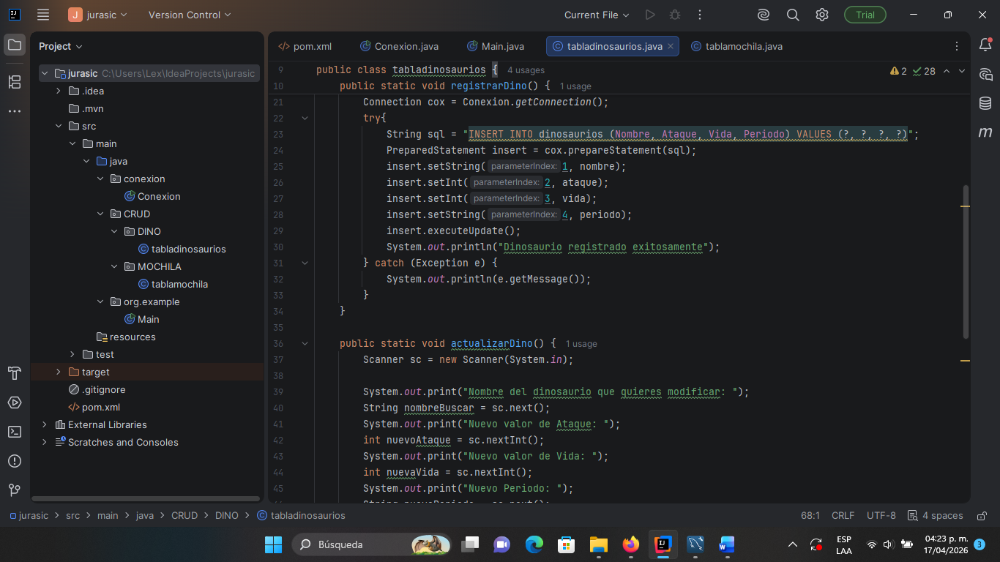 jurasic
Version Control
Current File
Trial
Project
pom.xml
Conexion.java
Main.java
tabladinosaurios.java
tablamochila.java
jurasic C:\Users\Lex\IdeaProjects\jurasic
.idea
.mvn
src
main
java
conexion
Conexion
CRUD
DINO
tabladinosaurios
MOCHILA
tablamochila
org.example
Main
resources
test
target
.gitignore
pom.xml
External Libraries
Scratches and Consoles
2 28
9 public class tabladinosaurios { 4 usages
10 public static void registrarDino() { 1 usage
21 Connection cox = Conexion.getConnection();
22 try{
23 String sql = "INSERT INTO dinosaurios (Nombre, Ataque, Vida, Periodo) VALUES (?, ?, ?, ?)";
24 PreparedStatement insert = cox.prepareStatement(sql);
25 insert.setString( parameterIndex: 1, nombre);
26 insert.setInt( parameterIndex: 2, ataque);
27 insert.setInt( parameterIndex: 3, vida);
28 insert.setString( parameterIndex: 4, periodo);
29 insert.executeUpdate();
30 System.out.println("Dinosaurio registrado exitosamente");
31 } catch (Exception e) {
32 System.out.println(e.getMessage());
33 }
34 }
35
36 public static void actualizarDino() { 1 usage
37 Scanner sc = new Scanner(System.in);
38
39 System.out.print("Nombre del dinosaurio que quieres modificar: ");
40 String nombreBuscar = sc.next();
41 System.out.print("Nuevo valor de Ataque: ");
42 int nuevoAtaque = sc.nextInt();
43 System.out.print("Nuevo valor de Vida: ");
44 int nuevaVida = sc.nextInt();
45 System.out.print("Nuevo Periodo: ");
jurasic > src > main > java > CRUD > DINO > tabladinosaurios
68:1 CRLF UTF-8 4 spaces
Búsqueda
ESP
LAA
04:23 p. m.
17/04/2026
3